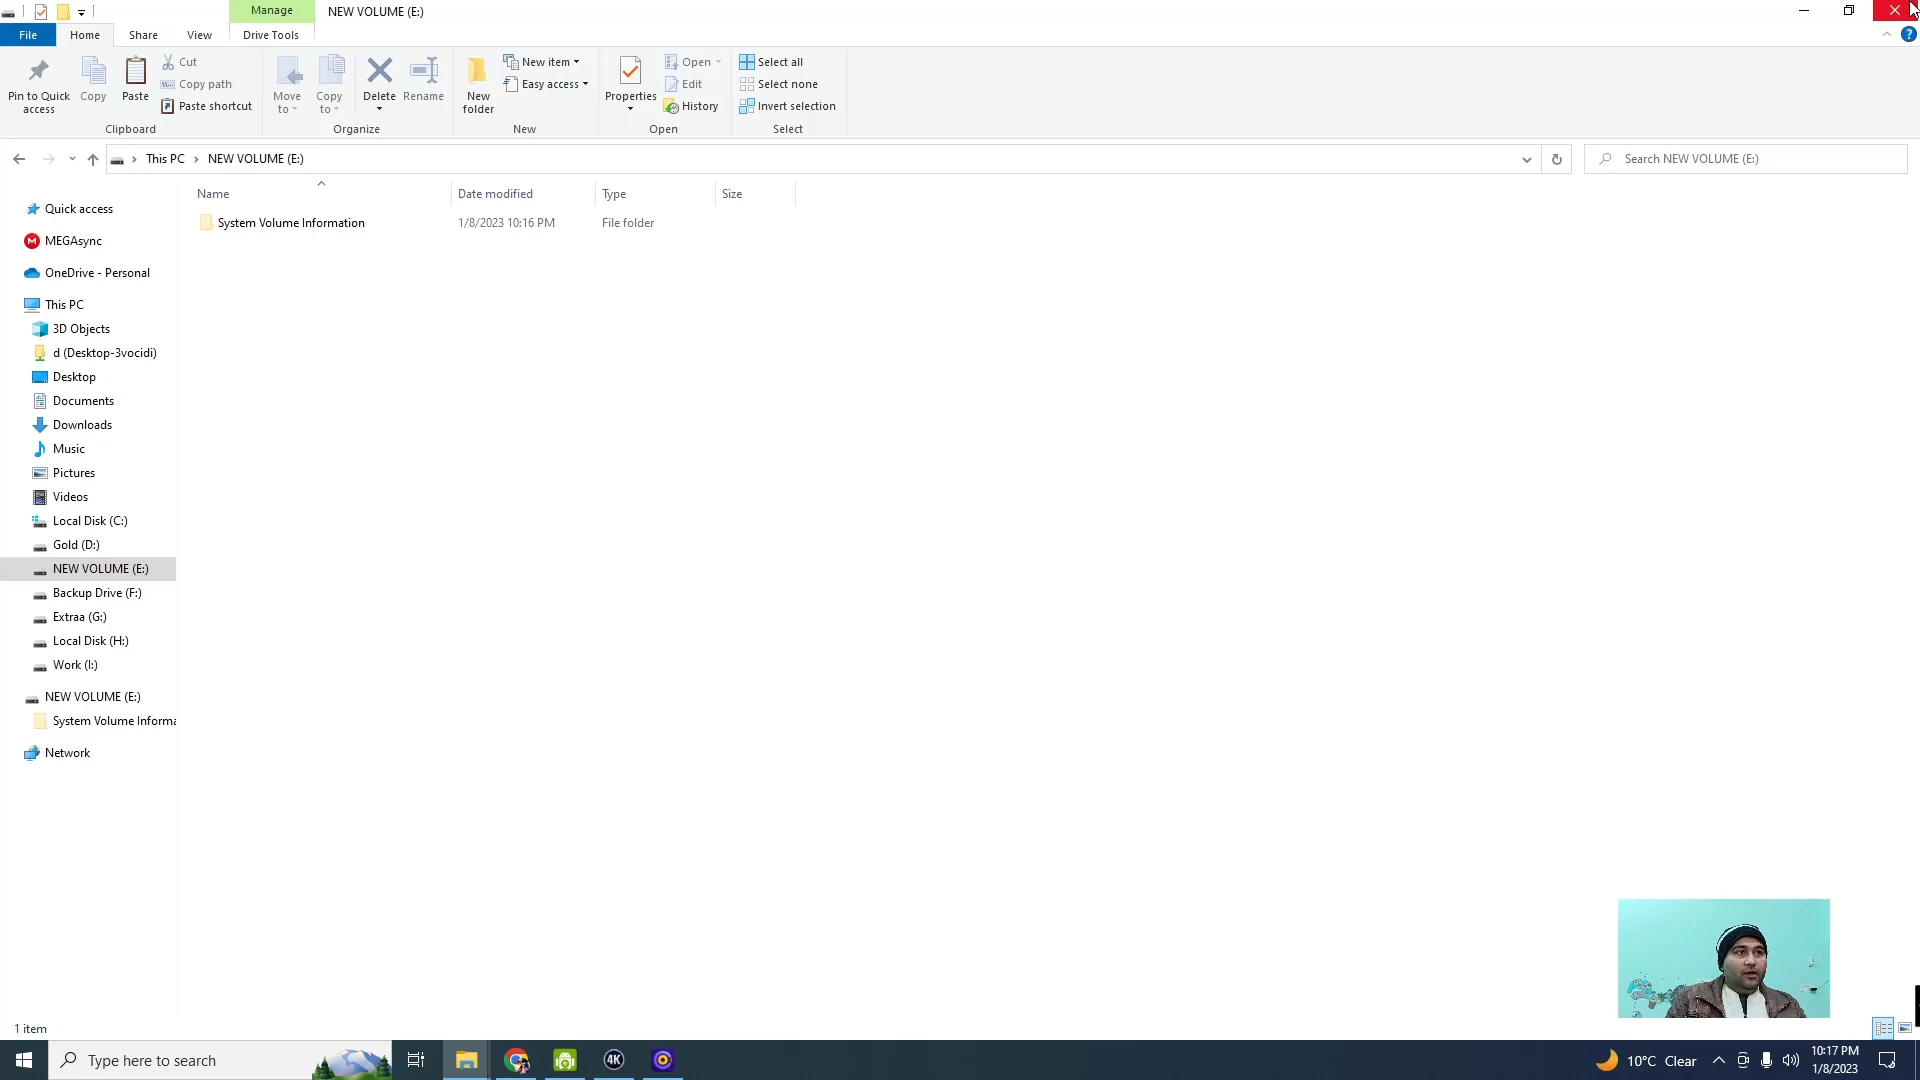 Manage
NEW VOLUME (E:)
File
Home
Share
View
Drive Tools
Pin to Quick access
Copy
Paste
Cut
Copy path
Paste shortcut
Clipboard
Move to
Copy to
Delete
Rename
Organize
New folder
New item
Easy access
New
Properties
Open
Edit
History
Open
Select all
Select none
Invert selection
Select
This PC
NEW VOLUME (E:)
Search NEW VOLUME (E:)
Name
Date modified
Type
Size
System Volume Information
1/8/2023 10:16 PM
File folder
Quick access
MEGAsync
OneDrive - Personal
This PC
3D Objects
d (Desktop-3vocidi)
Desktop
Documents
Downloads
Music
Pictures
Videos
Local Disk (C:)
Gold (D:)
NEW VOLUME (E:)
Backup Drive (F:)
Extraa (G:)
Local Disk (H:)
Work (I:)
NEW VOLUME (E:)
System Volume Informa
Network
1 item
Type here to search
4K
10°C Clear
10:17 PM
1/8/2023